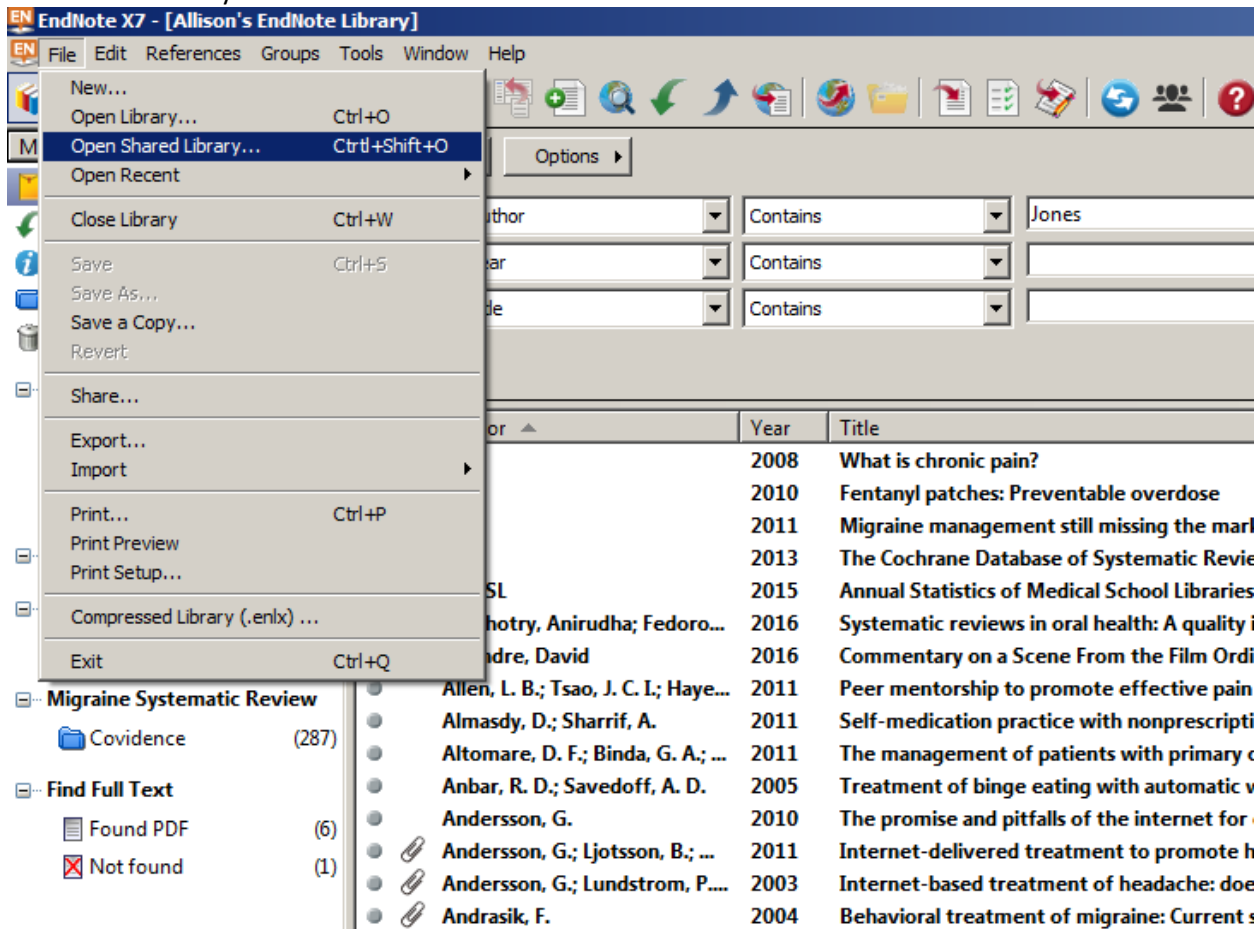 EndNote X7 - [Allison's EndNote Library]
File Edit References Groups Tools Window Help
New...
Open Library... Ctrl+O
Open Shared Library... Ctrtl+Shift+O
Open Recent
Close Library Ctrl+W
Save Ctrl+S
Save As...
Save a Copy...
Revert
Share...
Export...
Import
Print... Ctrl+P
Print Preview
Print Setup...
Compressed Library (.enlx) ...
Exit Ctrl+Q
Options
Contains Jones
Contains
Contains
Year Title
2008 What is chronic pain?
2010 Fentanyl patches: Preventable overdose
2011 Migraine management still missing the mark
2013 The Cochrane Database of Systematic Revie
2015 Annual Statistics of Medical School Libraries
hotry, Anirudha; Fedoro... 2016 Systematic reviews in oral health: A quality i
ndre, David 2016 Commentary on a Scene From the Film Ordi
Allen, L. B.; Tsao, J. C. I.; Haye... 2011 Peer mentorship to promote effective pain
Almasdy, D.; Sharrif, A. 2011 Self-medication practice with nonprescripti
Altomare, D. F.; Binda, G. A.; ... 2011 The management of patients with primary c
Anbar, R. D.; Savedoff, A. D. 2005 Treatment of binge eating with automatic v
Andersson, G. 2010 The promise and pitfalls of the internet for
Andersson, G.; Ljotsson, B.; ... 2011 Internet-delivered treatment to promote h
Andersson, G.; Lundstrom, P.... 2003 Internet-based treatment of headache: doe
Andrasik, F. 2004 Behavioral treatment of migraine: Current s
Migraine Systematic Review
Covidence (287)
Find Full Text
Found PDF (6)
Not found (1)